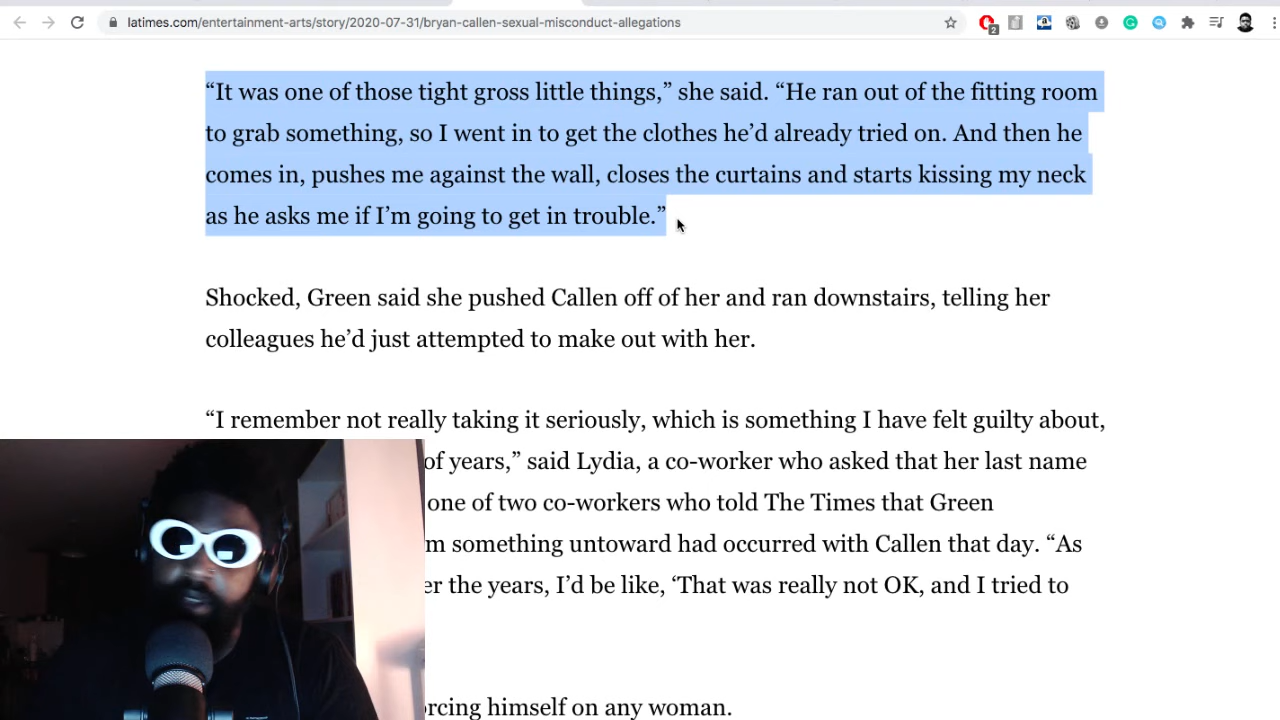 latimes.com/entertainment-arts/story/2020-07-31/bryan-callen-sexual-misconduct-allegations
2
“It was one of those tight gross little things,” she said. “He ran out of the fitting room
to grab something, so I went in to get the clothes he’d already tried on. And then he
comes in, pushes me against the wall, closes the curtains and starts kissing my neck
as he asks me if I’m going to get in trouble.”
Shocked, Green said she pushed Callen off of her and ran downstairs, telling her
colleagues he’d just attempted to make out with her.
“I remember not really taking it seriously, which is something I have felt guilty about,
of years,” said Lydia, a co-worker who asked that her last name
one of two co-workers who told The Times that Green
m something untoward had occurred with Callen that day. “As
er the years, I’d be like, ‘That was really not OK, and I tried to
rcing himself on any woman.